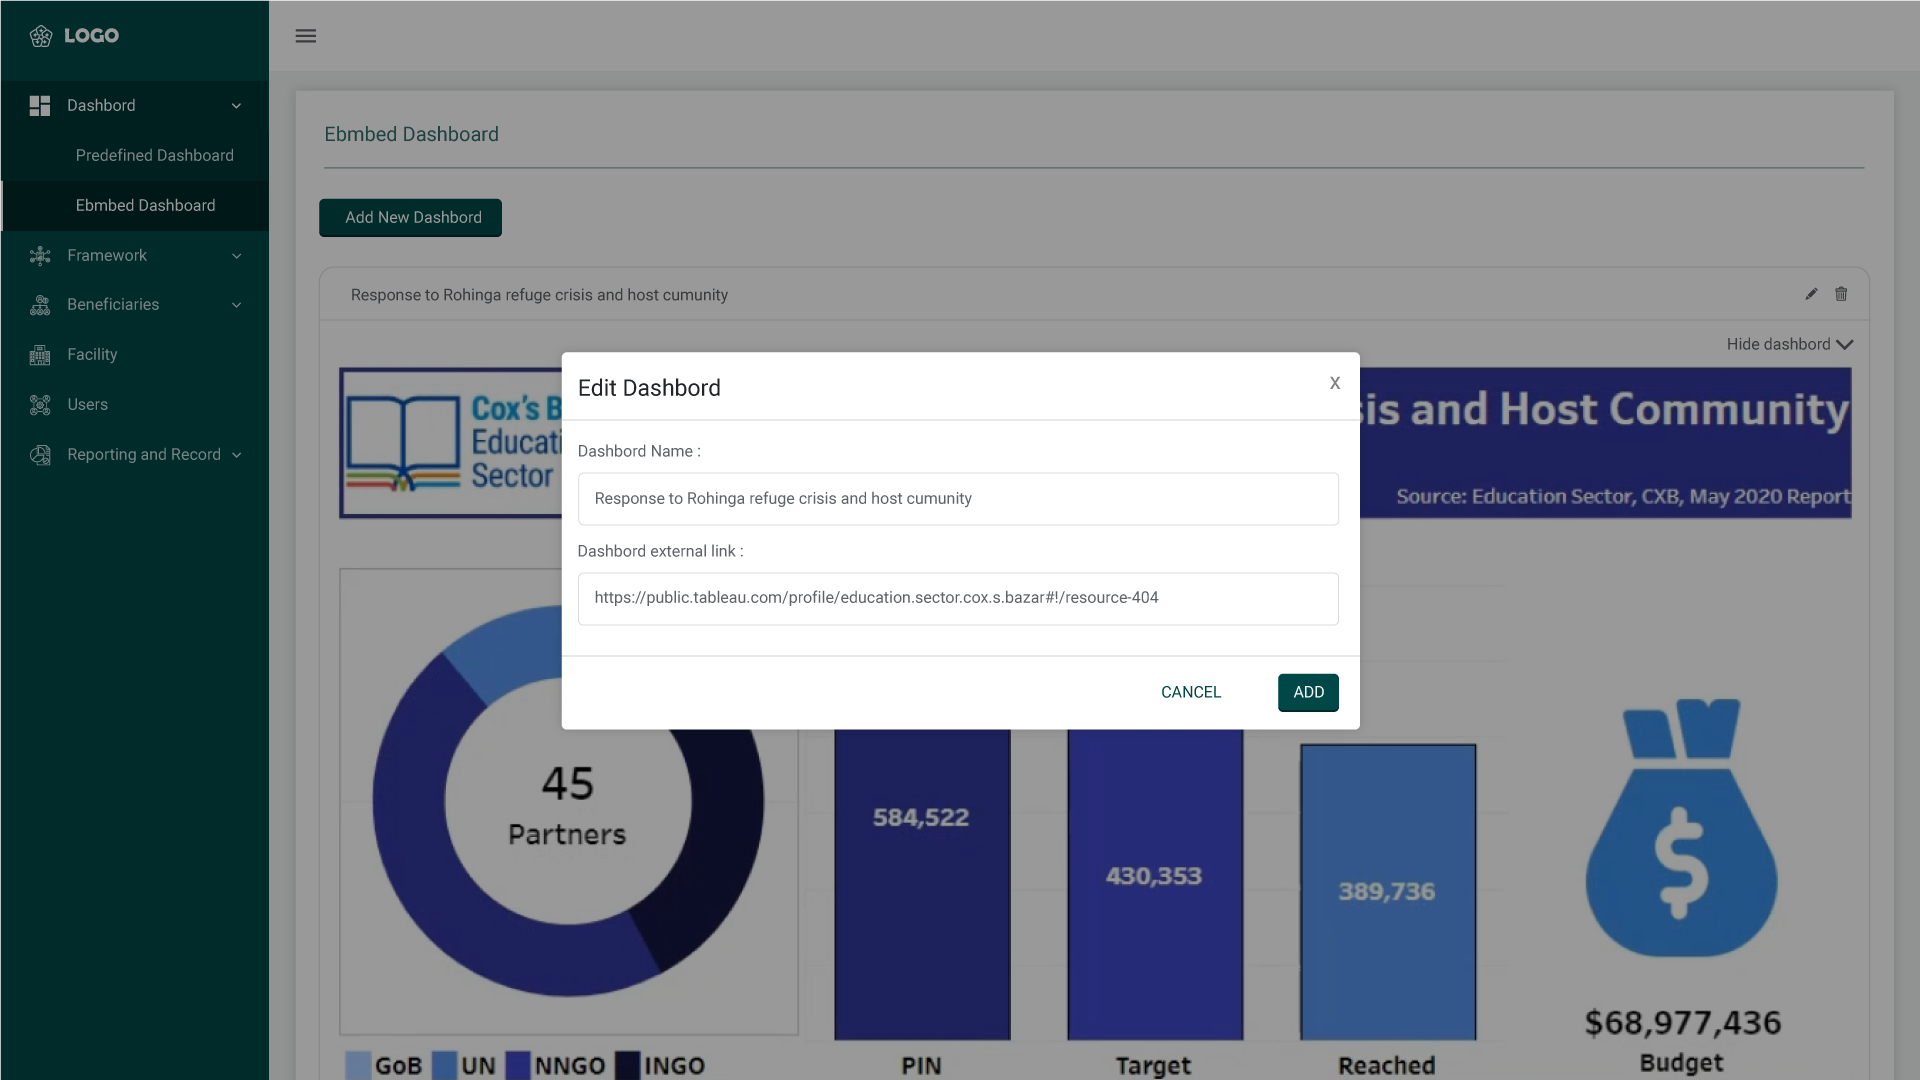 LOGO
Dashbord
Predefined Dashboard
Ebmbed Dashboard
Framework
Beneficiaries
Facility
Users
Reporting and Record
Ebmbed Dashboard
Add New Dashbord
Response to Rohinga refuge crisis and host cumunity
Hide dashbord
Cox's B
Educati
Sector
is and Host Community
Source: Education Sector, CXB, May 2020 Report
Edit Dashbord
X
Dashbord Name :
Response to Rohinga refuge crisis and host cumunity
Dashbord external link :
https://public.tableau.com/profile/education.sector.cox.s.bazar#!/resource-404
CANCEL
ADD
45
Partners
GoB UN NNGO INGO
584,522
PIN
430,353
Target
389,736
Reached
$
$68,977,436
Budget